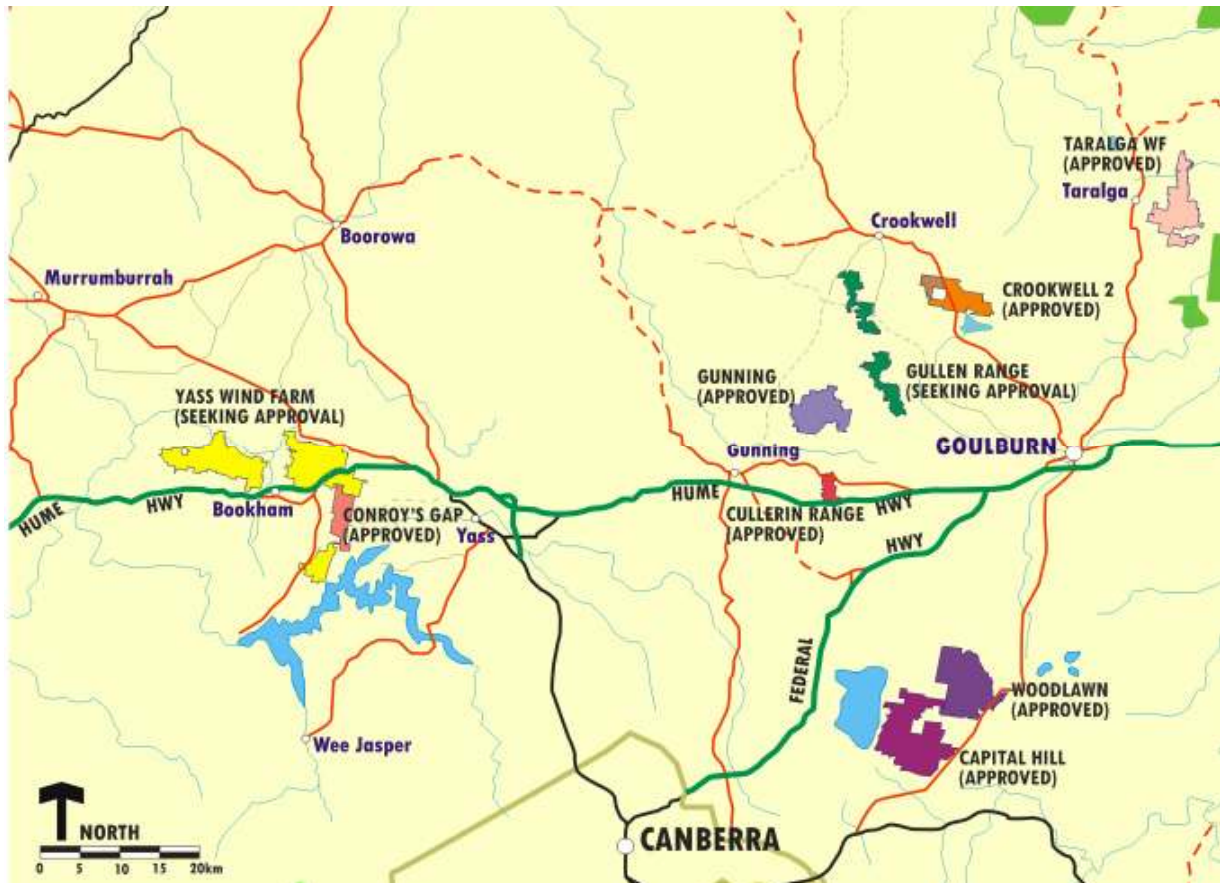 TARALGA WF
(APPROVED)
Taralga
Boorowa
Crookwell
Murrumburrah
CROOKWELL 2
(APPROVED)
GULLEN RANGE
(SEEKING APPROVAL)
GUNNING
(APPROVED)
YASS WIND FARM
(SEEKING APPROVAL)
GOULBURN
Gunning
HUME
HWY
HUME
HWY
Bookham
CONROY'S GAP
(APPROVED)
Yass
CULLERIN RANGE
(APPROVED)
HWY
FEDERAL
WOODLAWN
(APPROVED)
Wee Jasper
CAPITAL HILL
(APPROVED)
NORTH
0 5 10 15 20km
CANBERRA